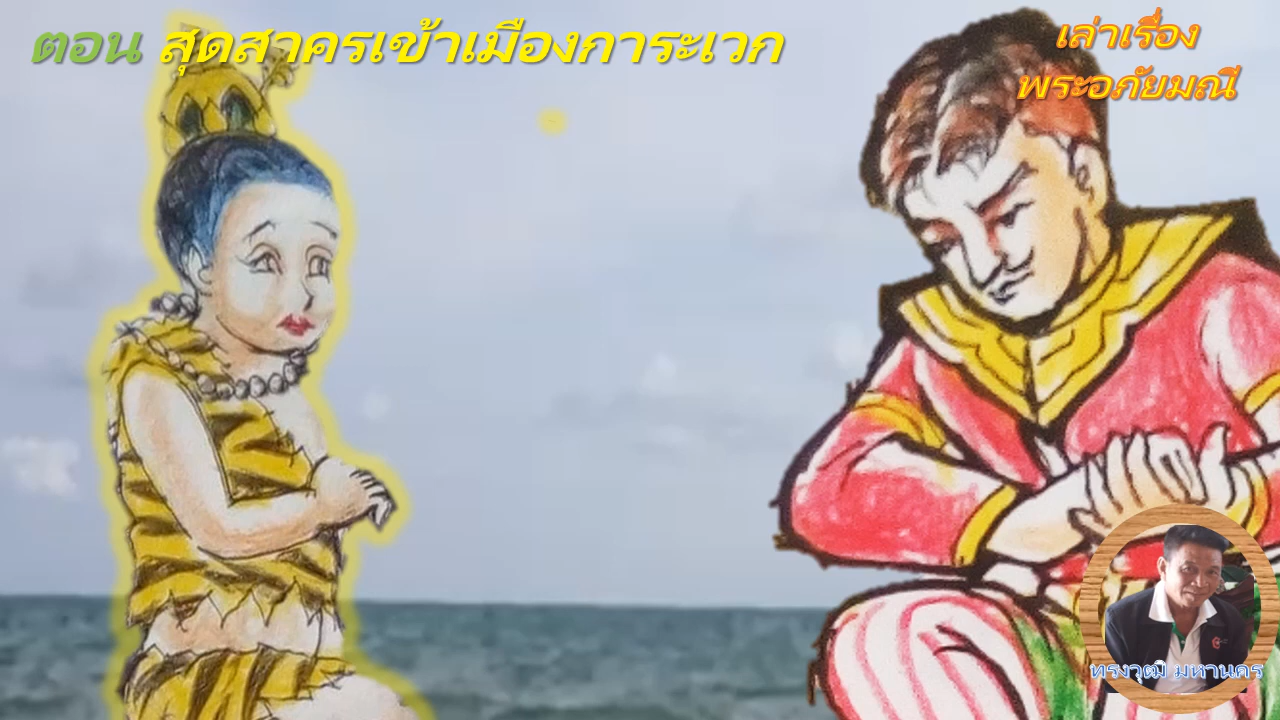 ตอน สุดสาครเข้าเมืองการะเวก
เล่าเรื่อง
พระอภัยมณี
ทรงวุฒิ มหานคร